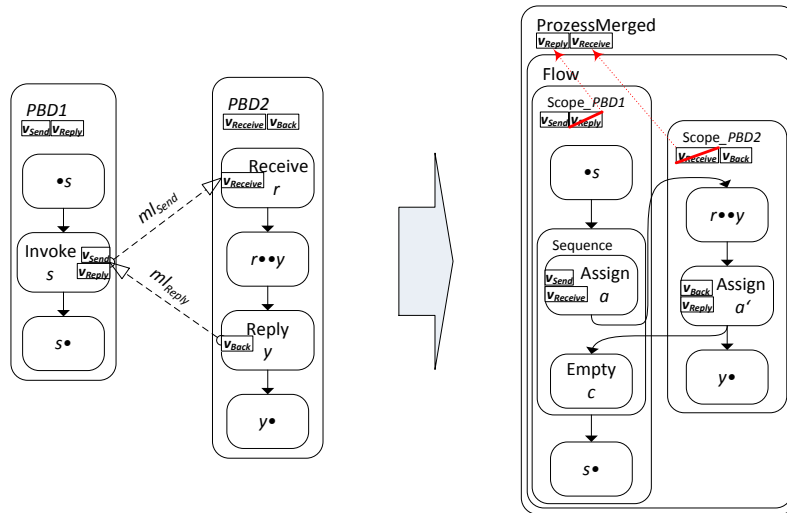 PBD1
vSend vReply
•s
Invoke
vSend
vReply
s
s•
mlSend
mlReply
PBD2
vReceive vBack
Receive
vReceive
r
r••y
Reply
vBack
y
y•
ProzessMerged
vReply vReceive
Flow
Scope_PBD1
vSend vReply
•s
Sequence
vSend
Assign
vReceive
a
Empty
c
s•
Scope_PBD2
vReceive vBack
r••y
vBack
Assign
vReply
a‘
y•